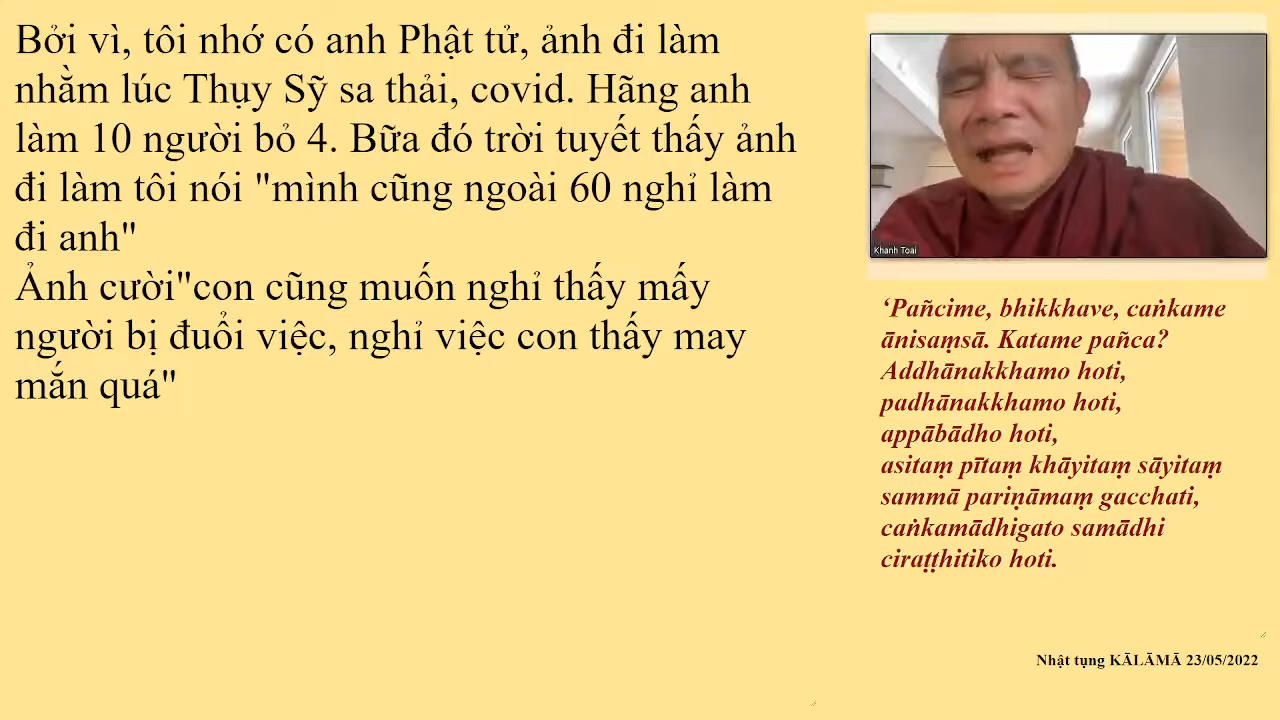 Bởi vì, tôi nhớ có anh Phật tử, ảnh đi làm
nhằm lúc Thụy Sỹ sa thải, covid. Hãng anh
làm 10 người bỏ 4. Bữa đó trời tuyết thấy ảnh
đi làm tôi nói "mình cũng ngoài 60 nghỉ làm
đi anh"
Ảnh cười"con cũng muốn nghỉ thấy mấy
người bị đuổi việc, nghỉ việc con thấy may
mắn quá"
Khanh Toai
‘Pañcime, bhikkhave, caṅkame
ānisaṃsā. Katame pañca?
Addhānakkhamo hoti,
padhānakkhamo hoti,
appābādho hoti,
asitaṃ pītaṃ khāyitaṃ sāyitaṃ
sammā pariṇāmaṃ gacchati,
caṅkamādhigato samādhi
ciraṭṭhitiko hoti.
Nhật tụng KĀLĀMĀ 23/05/2022